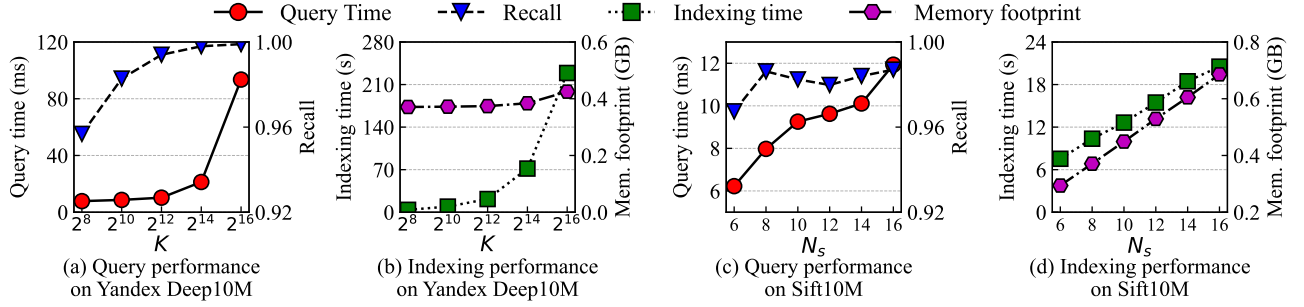 Query Time Recall Indexing time Memory footprint
120
80
40
0
Query time (ms)
1.00
0.96
0.92
Recall
2^8 2^10 2^12 2^14 2^16
K
(a) Query performance
on Yandex Deep10M
280
210
140
70
0
Indexing time (s)
0.6
0.4
0.2
0.0
Mem. footprint (GB)
2^8 2^10 2^12 2^14 2^16
K
(b) Indexing performance
on Yandex Deep10M
12
10
8
6
Query time (ms)
1.00
0.96
0.92
Recall
6 8 10 12 14 16
N_s
(c) Query performance
on Sift10M
24
18
12
6
0
Indexing time (s)
0.8
0.6
0.4
0.2
Mem. footprint (GB)
6 8 10 12 14 16
N_s
(d) Indexing performance
on Sift10M